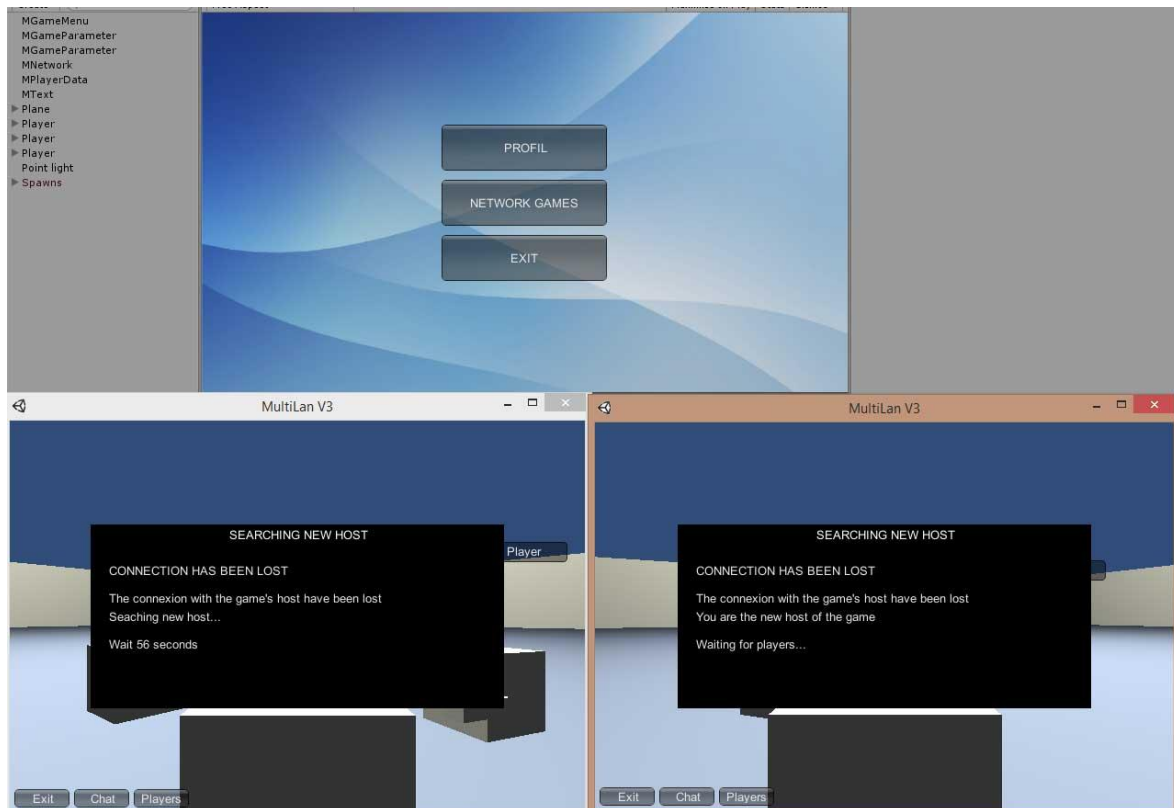 MGameMenu
MGameParameter
MGameParameter
MNetwork
MPlayerData
MText
Plane
Player
Player
Player
Point light
Spawns
PROFIL
NETWORK GAMES
EXIT
MultiLan V3
SEARCHING NEW HOST
Player
CONNECTION HAS BEEN LOST
The connexion with the game's host have been lost
Seaching new host...
Wait 56 seconds
Exit Chat Players
MultiLan V3
SEARCHING NEW HOST
CONNECTION HAS BEEN LOST
The connexion with the game's host have been lost
You are the new host of the game
Waiting for players...
Exit Chat Players